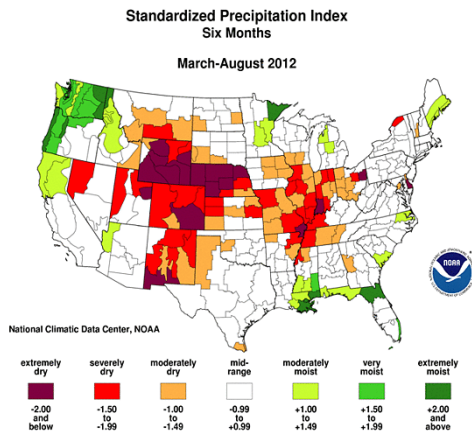 Standardized Precipitation Index
Six Months
March-August 2012
NOAA
National Climatic Data Center, NOAA
extremely dry
severely dry
moderately dry
mid-range
moderately moist
very moist
extremely moist
-2.00 and below
-1.50 to -1.99
-1.00 to -1.49
-0.99 to +0.99
+1.00 to +1.49
+1.50 to +1.99
+2.00 and above